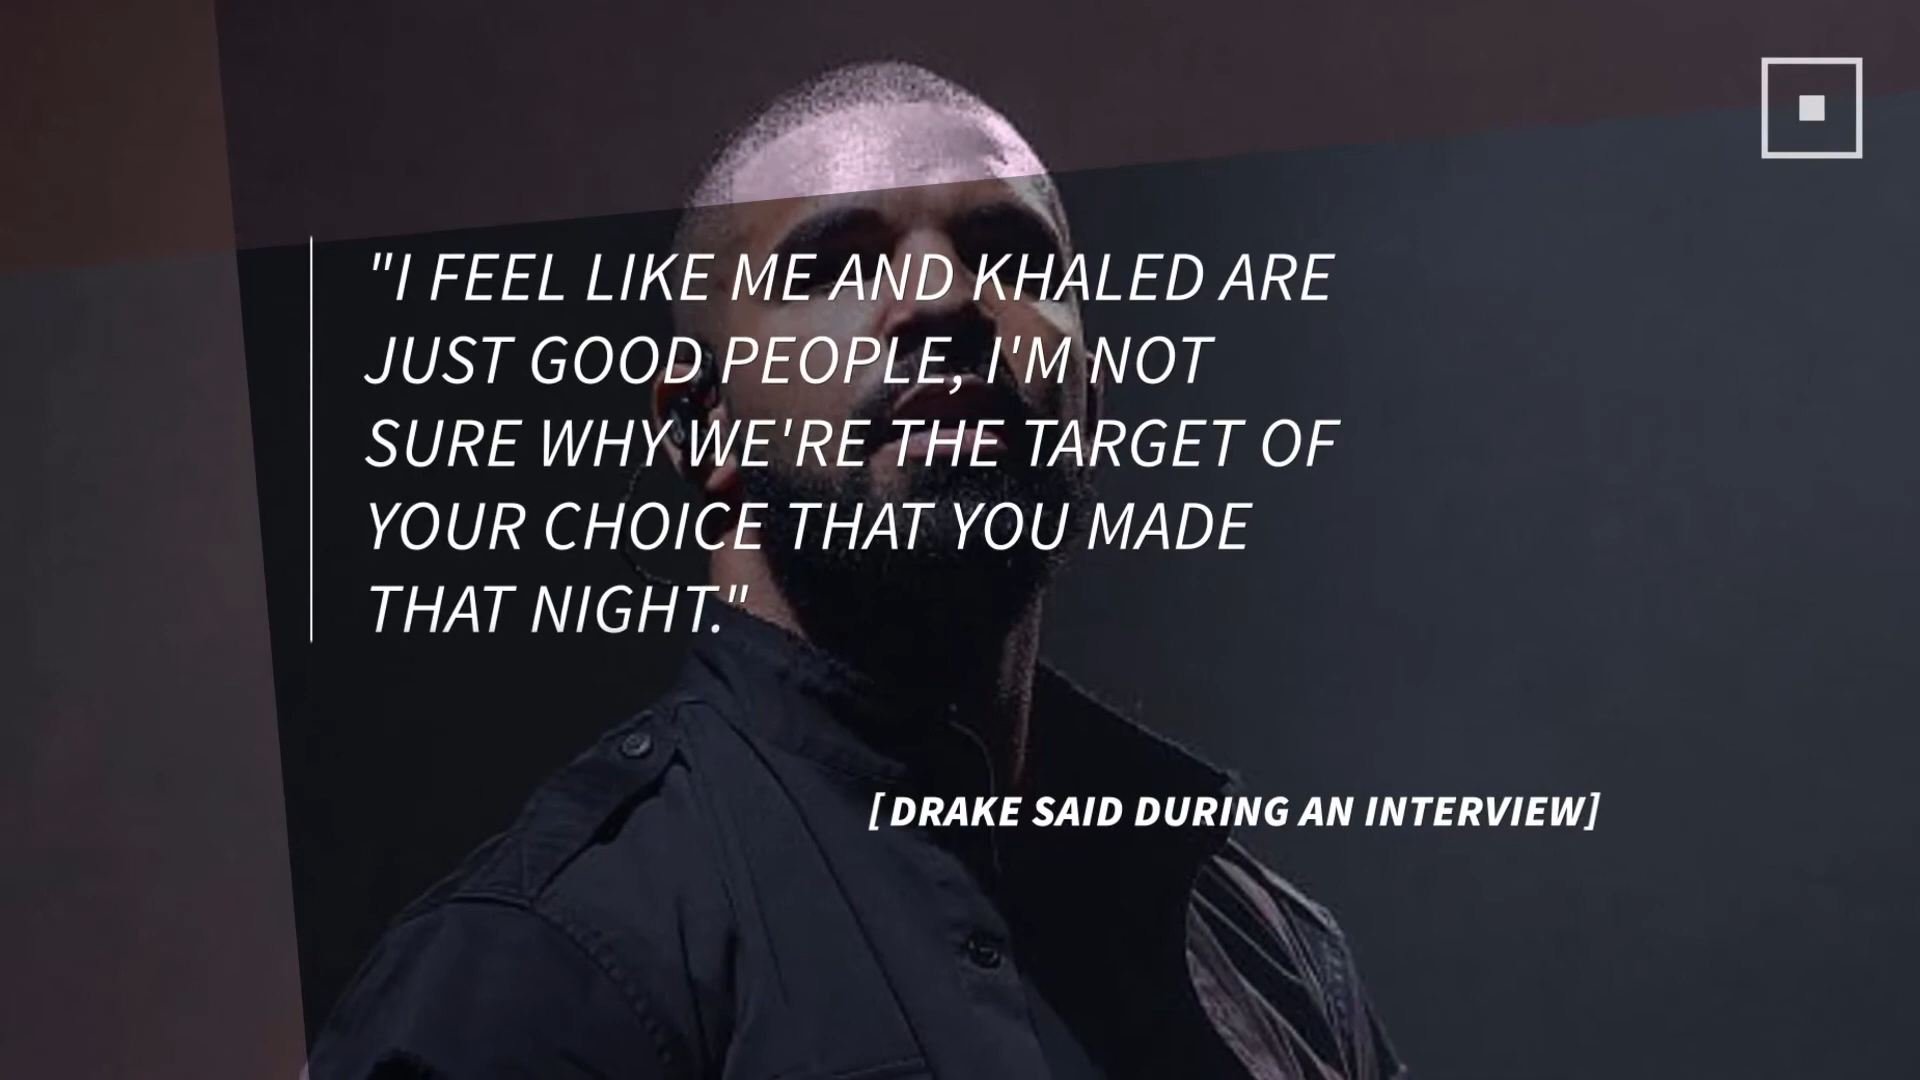 "I FEEL LIKE ME AND KHALED ARE
JUST GOOD PEOPLE, I'M NOT
SURE WHY WE'RE THE TARGET OF
YOUR CHOICE THAT YOU MADE
THAT NIGHT."
[DRAKE SAID DURING AN INTERVIEW]